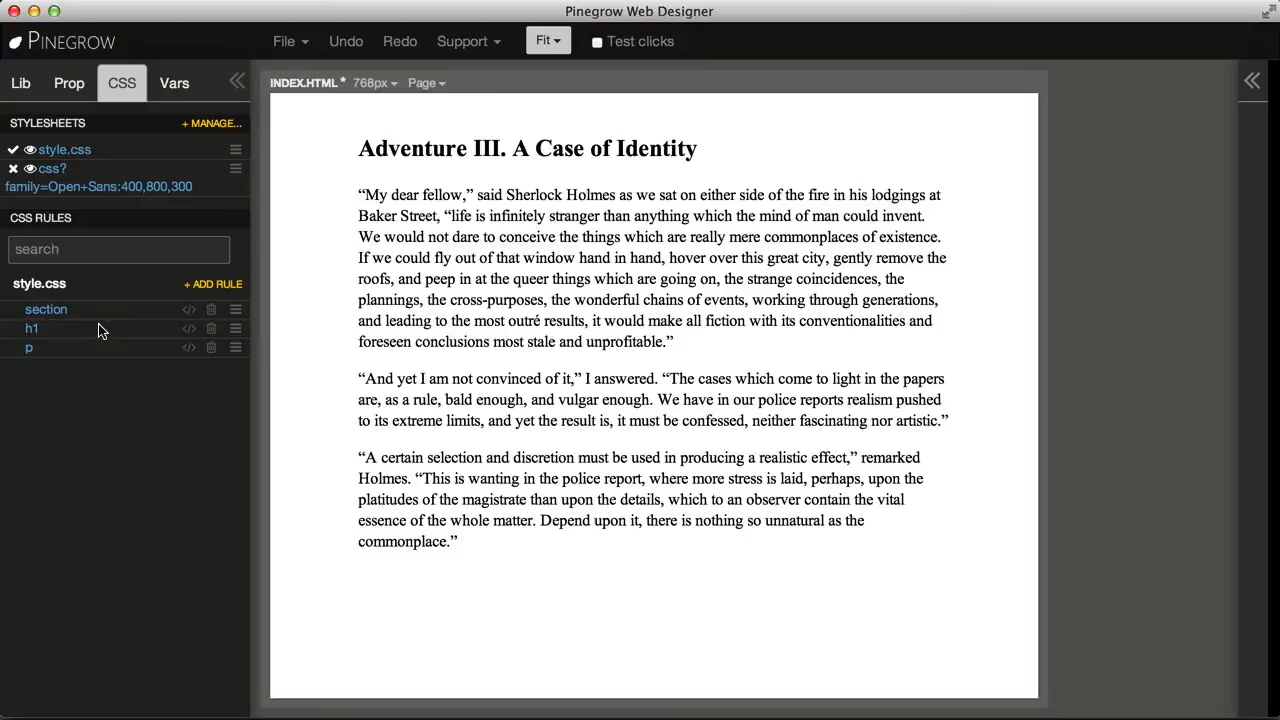 Pinegrow Web Designer
PINEGROW
File Undo Redo Support Fit Test clicks
Lib Prop CSS Vars
INDEX.HTML * 768px Page
STYLESHEETS + MANAGE...
style.css
css?
family=Open+Sans:400,800,300
CSS RULES
search
style.css + ADD RULE
section </>
h1 </>
p </>
Adventure III. A Case of Identity
“My dear fellow,” said Sherlock Holmes as we sat on either side of the fire in his lodgings at
Baker Street, “life is infinitely stranger than anything which the mind of man could invent.
We would not dare to conceive the things which are really mere commonplaces of existence.
If we could fly out of that window hand in hand, hover over this great city, gently remove the
roofs, and peep in at the queer things which are going on, the strange coincidences, the
plannings, the cross-purposes, the wonderful chains of events, working through generations,
and leading to the most outré results, it would make all fiction with its conventionalities and
foreseen conclusions most stale and unprofitable.”
“And yet I am not convinced of it,” I answered. “The cases which come to light in the papers
are, as a rule, bald enough, and vulgar enough. We have in our police reports realism pushed
to its extreme limits, and yet the result is, it must be confessed, neither fascinating nor artistic.”
“A certain selection and discretion must be used in producing a realistic effect,” remarked
Holmes. “This is wanting in the police report, where more stress is laid, perhaps, upon the
platitudes of the magistrate than upon the details, which to an observer contain the vital
essence of the whole matter. Depend upon it, there is nothing so unnatural as the
commonplace.”